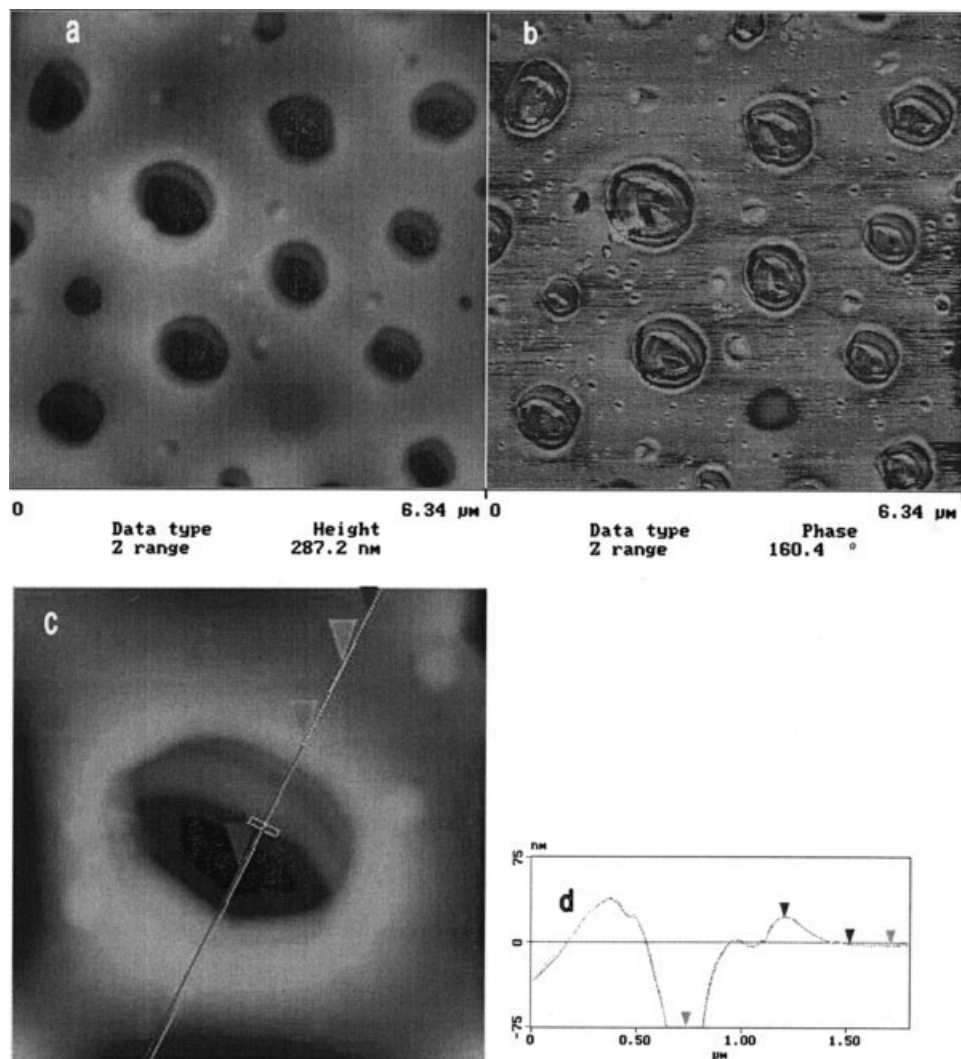 a
b
0 6.34 µm
Data type Height
Z range 287.2 nm
0 6.34 µm
Data type Phase
Z range 160.4 °
c
d
nm
75
0
-75
0 0.50 1.00 1.50
µm